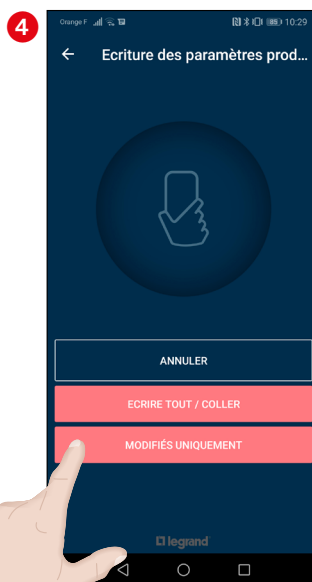 4
Orange F 10:29
Ecriture des paramètres prod...
ANNULER
ECRIRE TOUT / COLLER
MODIFIÉS UNIQUEMENT
legrand